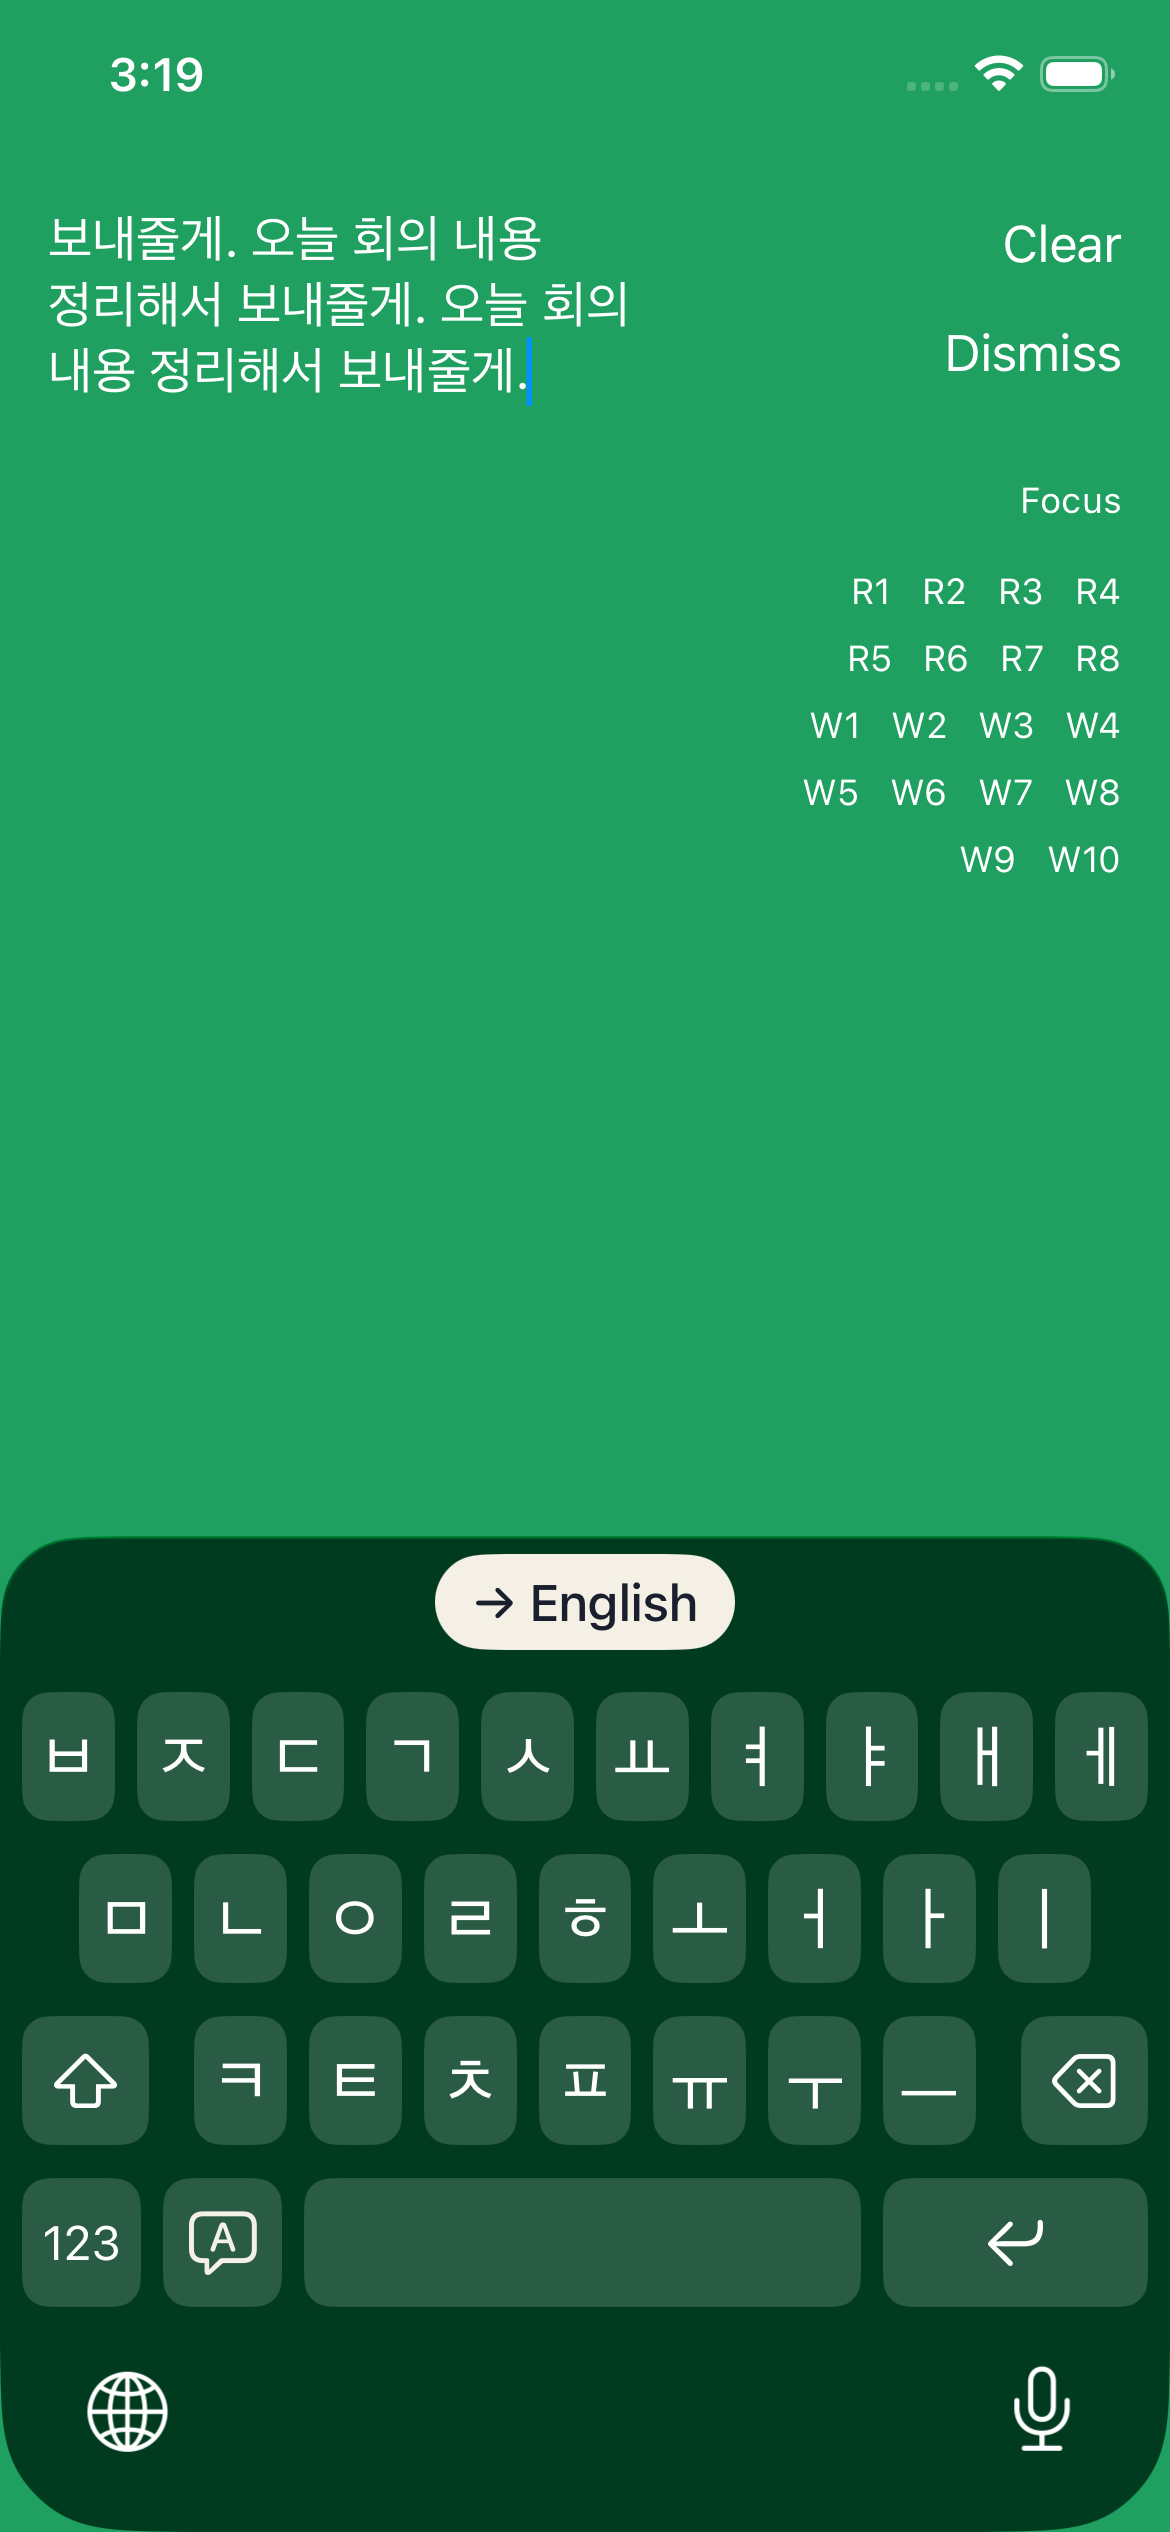 3:19
보내줄게. 오늘 회의 내용
정리해서 보내줄게. 오늘 회의
내용 정리해서 보내줄게.
Clear
Dismiss
Focus
R1 R2 R3 R4
R5 R6 R7 R8
W1 W2 W3 W4
W5 W6 W7 W8
W9 W10
→ English
ㅂ ㅈ ㄷ ㄱ ㅅ ㅛ ㅕ ㅑ ㅐ ㅔ
ㅁ ㄴ ㅇ ㄹ ㅎ ㅗ ㅓ ㅏ ㅣ
ㅋ ㅌ ㅊ ㅍ ㅠ ㅜ ㅡ
123 A